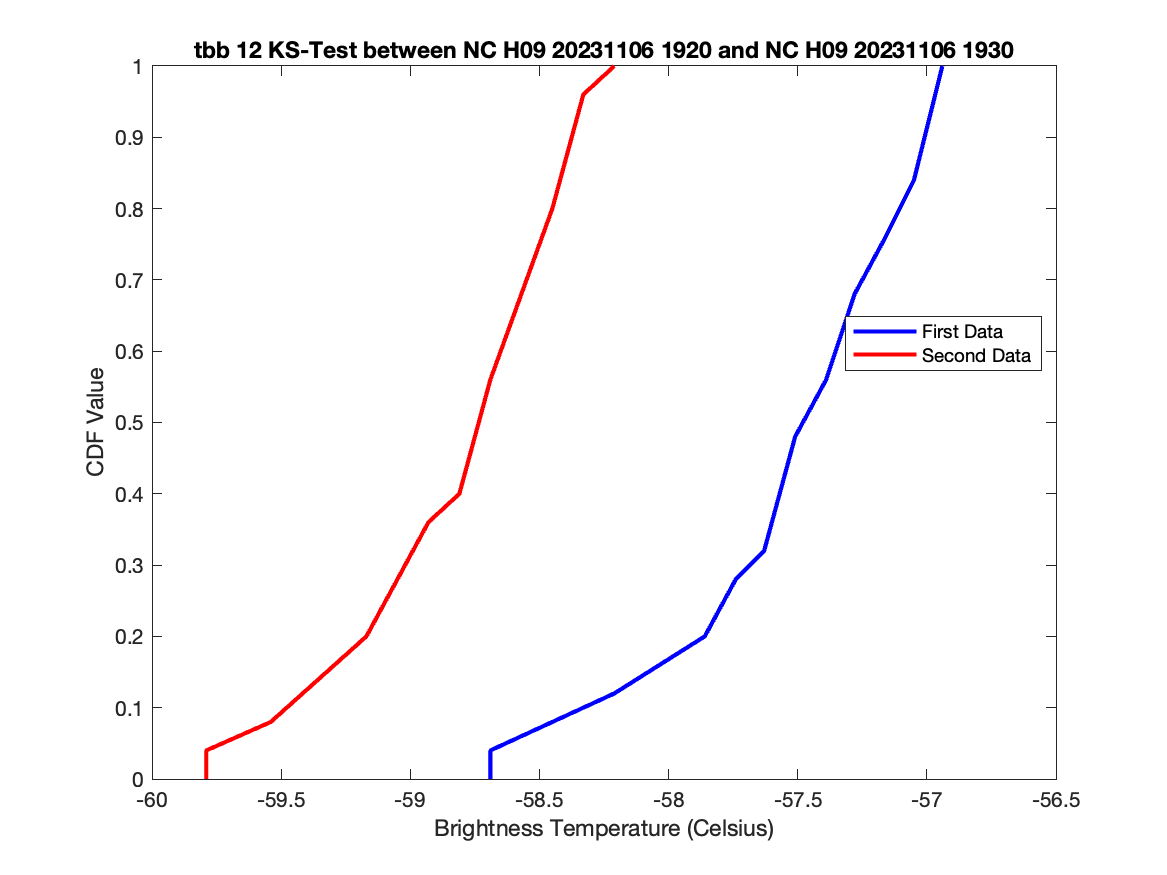 tbb 12 KS-Test between NC H09 20231106 1920 and NC H09 20231106 1930
1
0.9
0.8
0.7
0.6
0.5
0.4
0.3
0.2
0.1
0
CDF Value
First Data
Second Data
-60 -59.5 -59 -58.5 -58 -57.5 -57 -56.5
Brightness Temperature (Celsius)